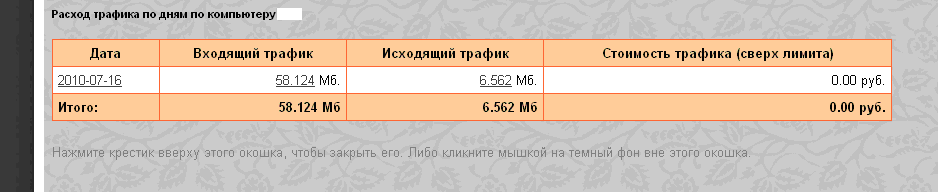 Расход трафика по дням по компьютеру
Дата Входящий трафик Исходящий трафик Стоимость трафика (сверх лимита)
2010-07-16 58.124 Мб. 6.562 Мб. 0.00 руб.
Итого: 58.124 Мб 6.562 Мб 0.00 руб.
Нажмите крестик вверху этого окошка, чтобы закрыть его. Либо кликните мышкой на темный фон вне этого окошка.